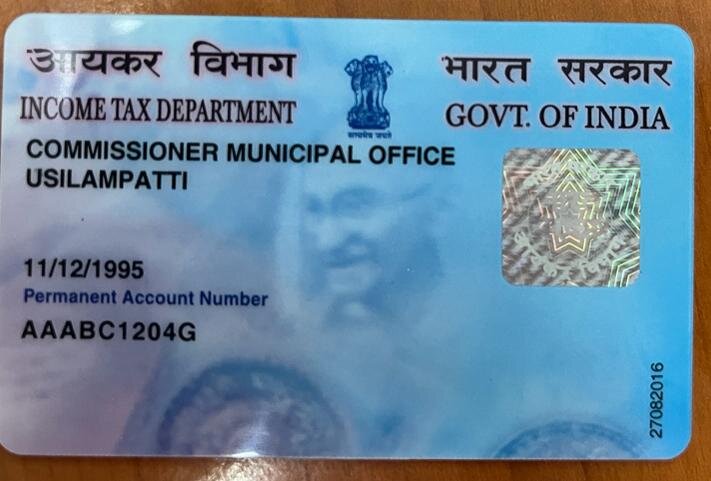 आयकर विभाग
भारत सरकार
INCOME TAX DEPARTMENT
GOVT. OF INDIA
सत्यमेव जयते
COMMISSIONER MUNICIPAL OFFICE
USILAMPATTI
11/12/1995
Permanent Account Number
AAABC1204G
27082016